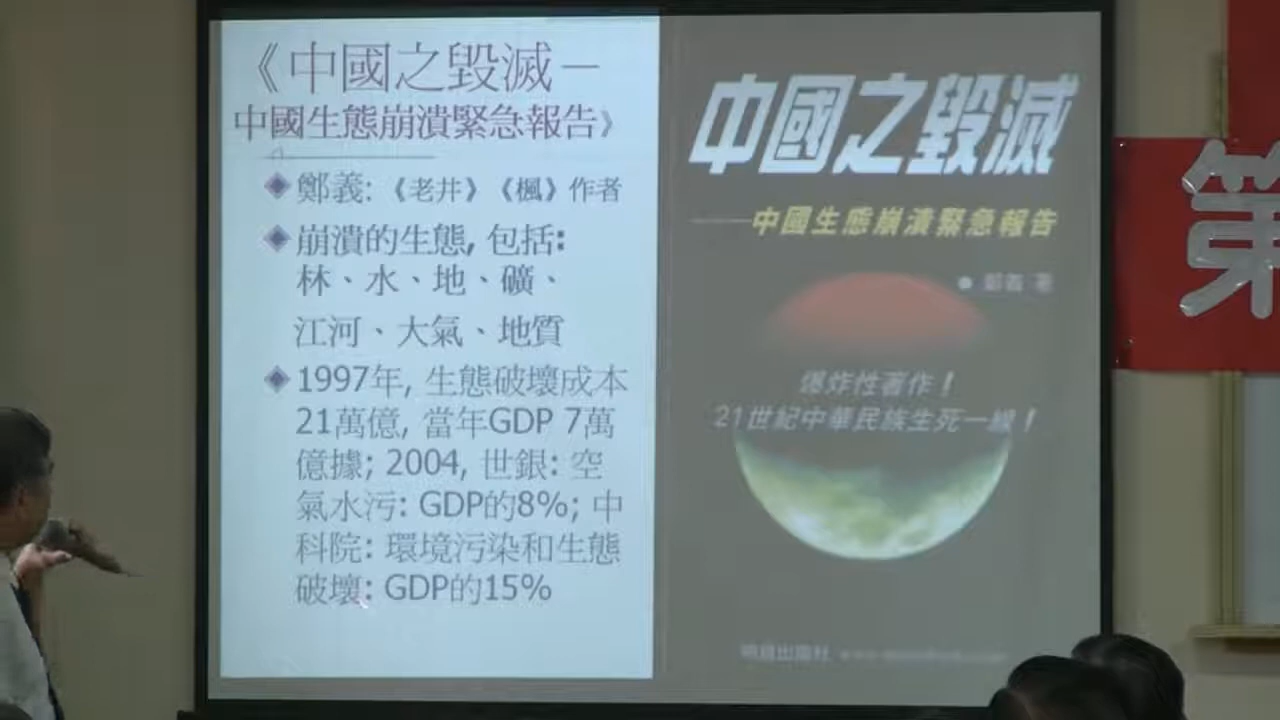 《中國之毀滅－
中國生態崩潰緊急報告》
鄭義: 《老井》《楓》作者
崩潰的生態, 包括:
林、水、地、礦、
江河、大氣、地質
1997年, 生態破壞成本
21萬億, 當年GDP 7萬
億據; 2004, 世銀: 空
氣水污: GDP的8%; 中
科院: 環境污染和生態
破壞: GDP的15%
中國之毀滅
——中國生態崩潰緊急報告
● 鄭義 著
爆炸性著作！
21世紀中華民族生死一線！
明鏡出版社
第